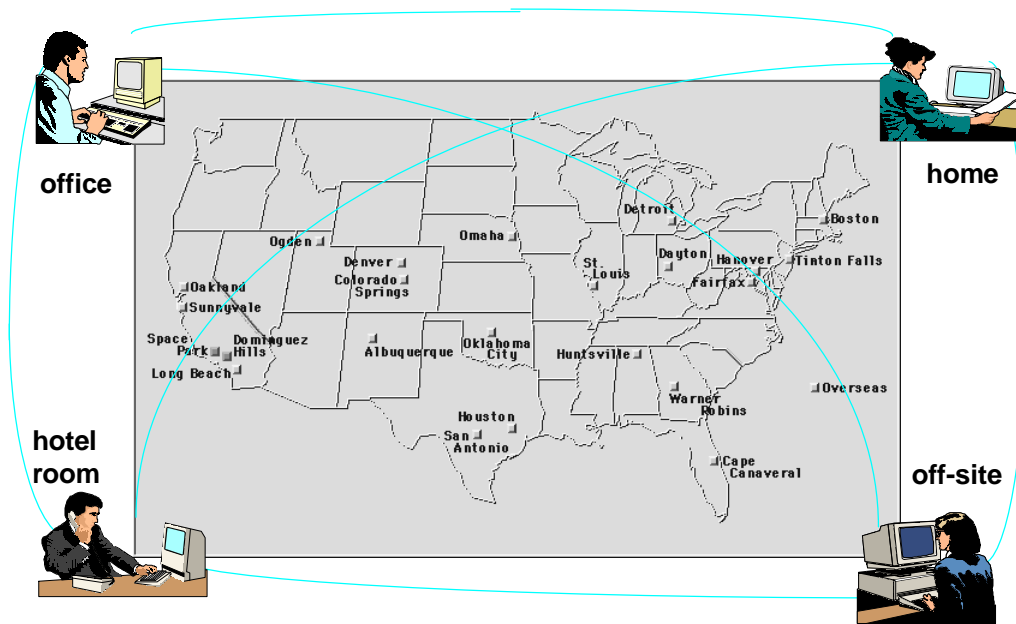 office
home
Detroit
Boston
Ogden
Omaha
Denver
Colorado
Springs
St.
Louis
Dayton
Hanover
Tinton Falls
Fairfax
Oakland
Sunnyvale
Space
Park
Dominguez
Hills
Long Beach
Albuquerque
Oklahoma
City
Huntsville
Warner
Robins
Overseas
Houston
San
Antonio
Cape
Canaveral
hotel
room
off-site